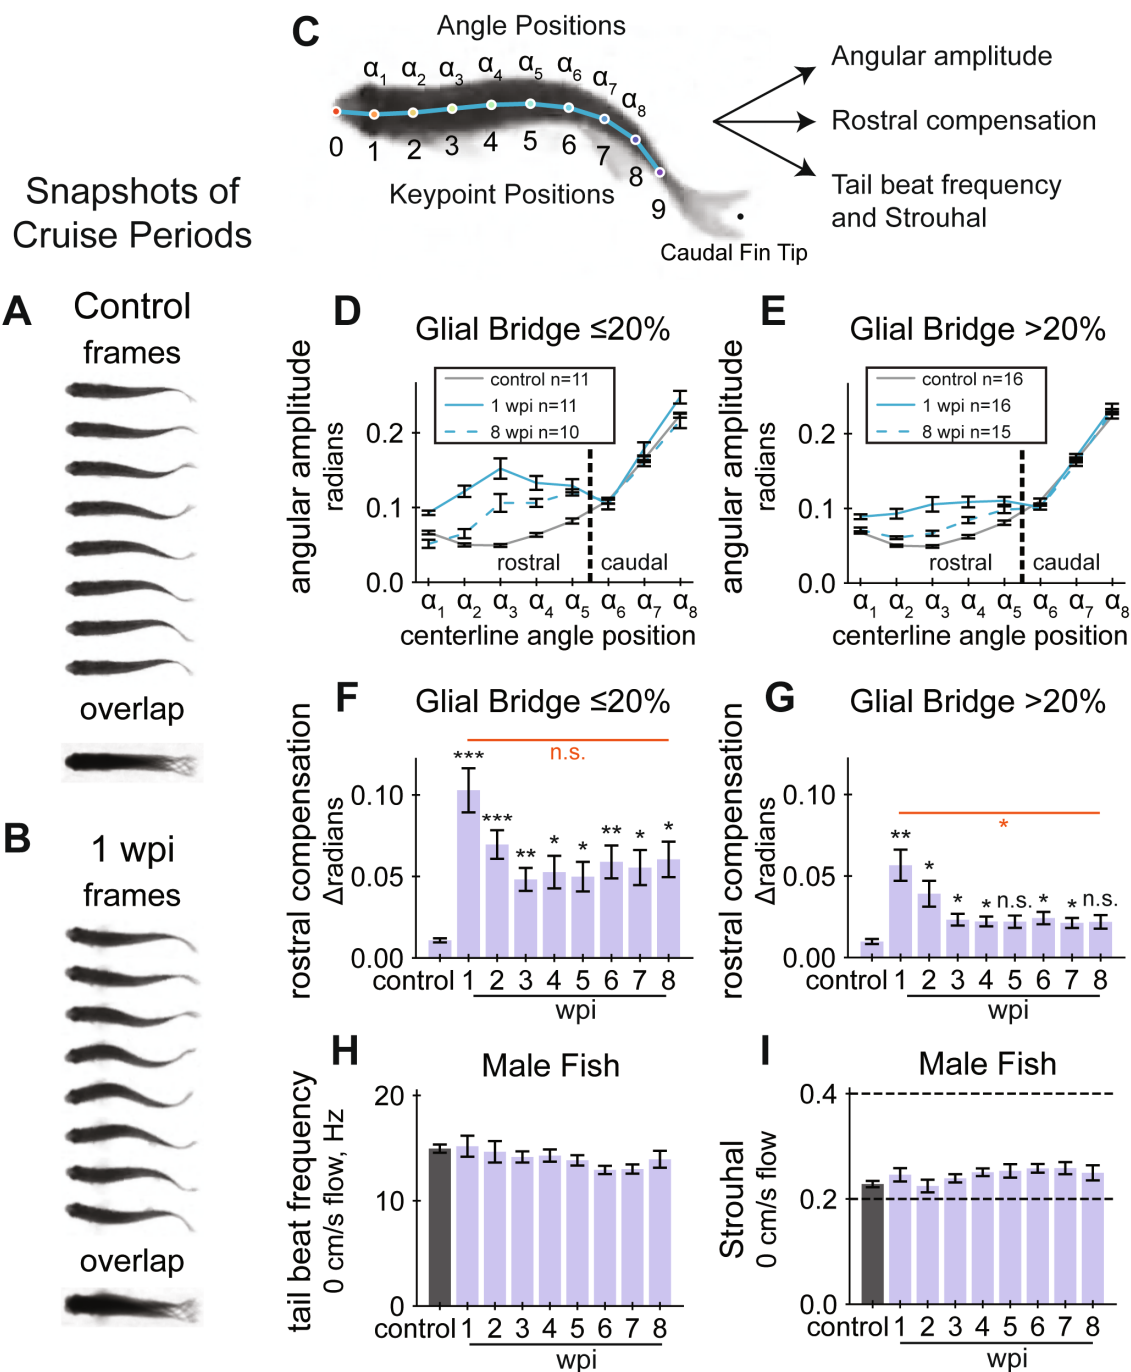 C
Angle Positions
α1 α2 α3 α4 α5 α6 α7 α8
0 1 2 3 4 5 6 7 8 9
Keypoint Positions
Caudal Fin Tip
Angular amplitude
Rostral compensation
Tail beat frequency
and Strouhal
Snapshots of
Cruise Periods
A
Control
frames
overlap
B
1 wpi
frames
overlap
D
Glial Bridge ≤20%
angular amplitude
radians
control n=11
1 wpi n=11
8 wpi n=10
0.2
0.1
0.0
rostral
caudal
α1 α2 α3 α4 α5 α6 α7 α8
centerline angle position
E
Glial Bridge >20%
angular amplitude
radians
control n=16
1 wpi n=16
8 wpi n=15
0.2
0.1
0.0
rostral
caudal
α1 α2 α3 α4 α5 α6 α7 α8
centerline angle position
F
Glial Bridge ≤20%
rostral compensation
Δradians
n.s.
*** *** ** * * ** * *
0.10
0.05
0.00
control 1 2 3 4 5 6 7 8
wpi
G
Glial Bridge >20%
rostral compensation
Δradians
*
** * * * n.s. * * n.s.
0.10
0.05
0.00
control 1 2 3 4 5 6 7 8
wpi
H
Male Fish
tail beat frequency
0 cm/s flow, Hz
20
10
0
control 1 2 3 4 5 6 7 8
wpi
I
Male Fish
Strouhal
0 cm/s flow
0.4
0.2
0.0
control 1 2 3 4 5 6 7 8
wpi